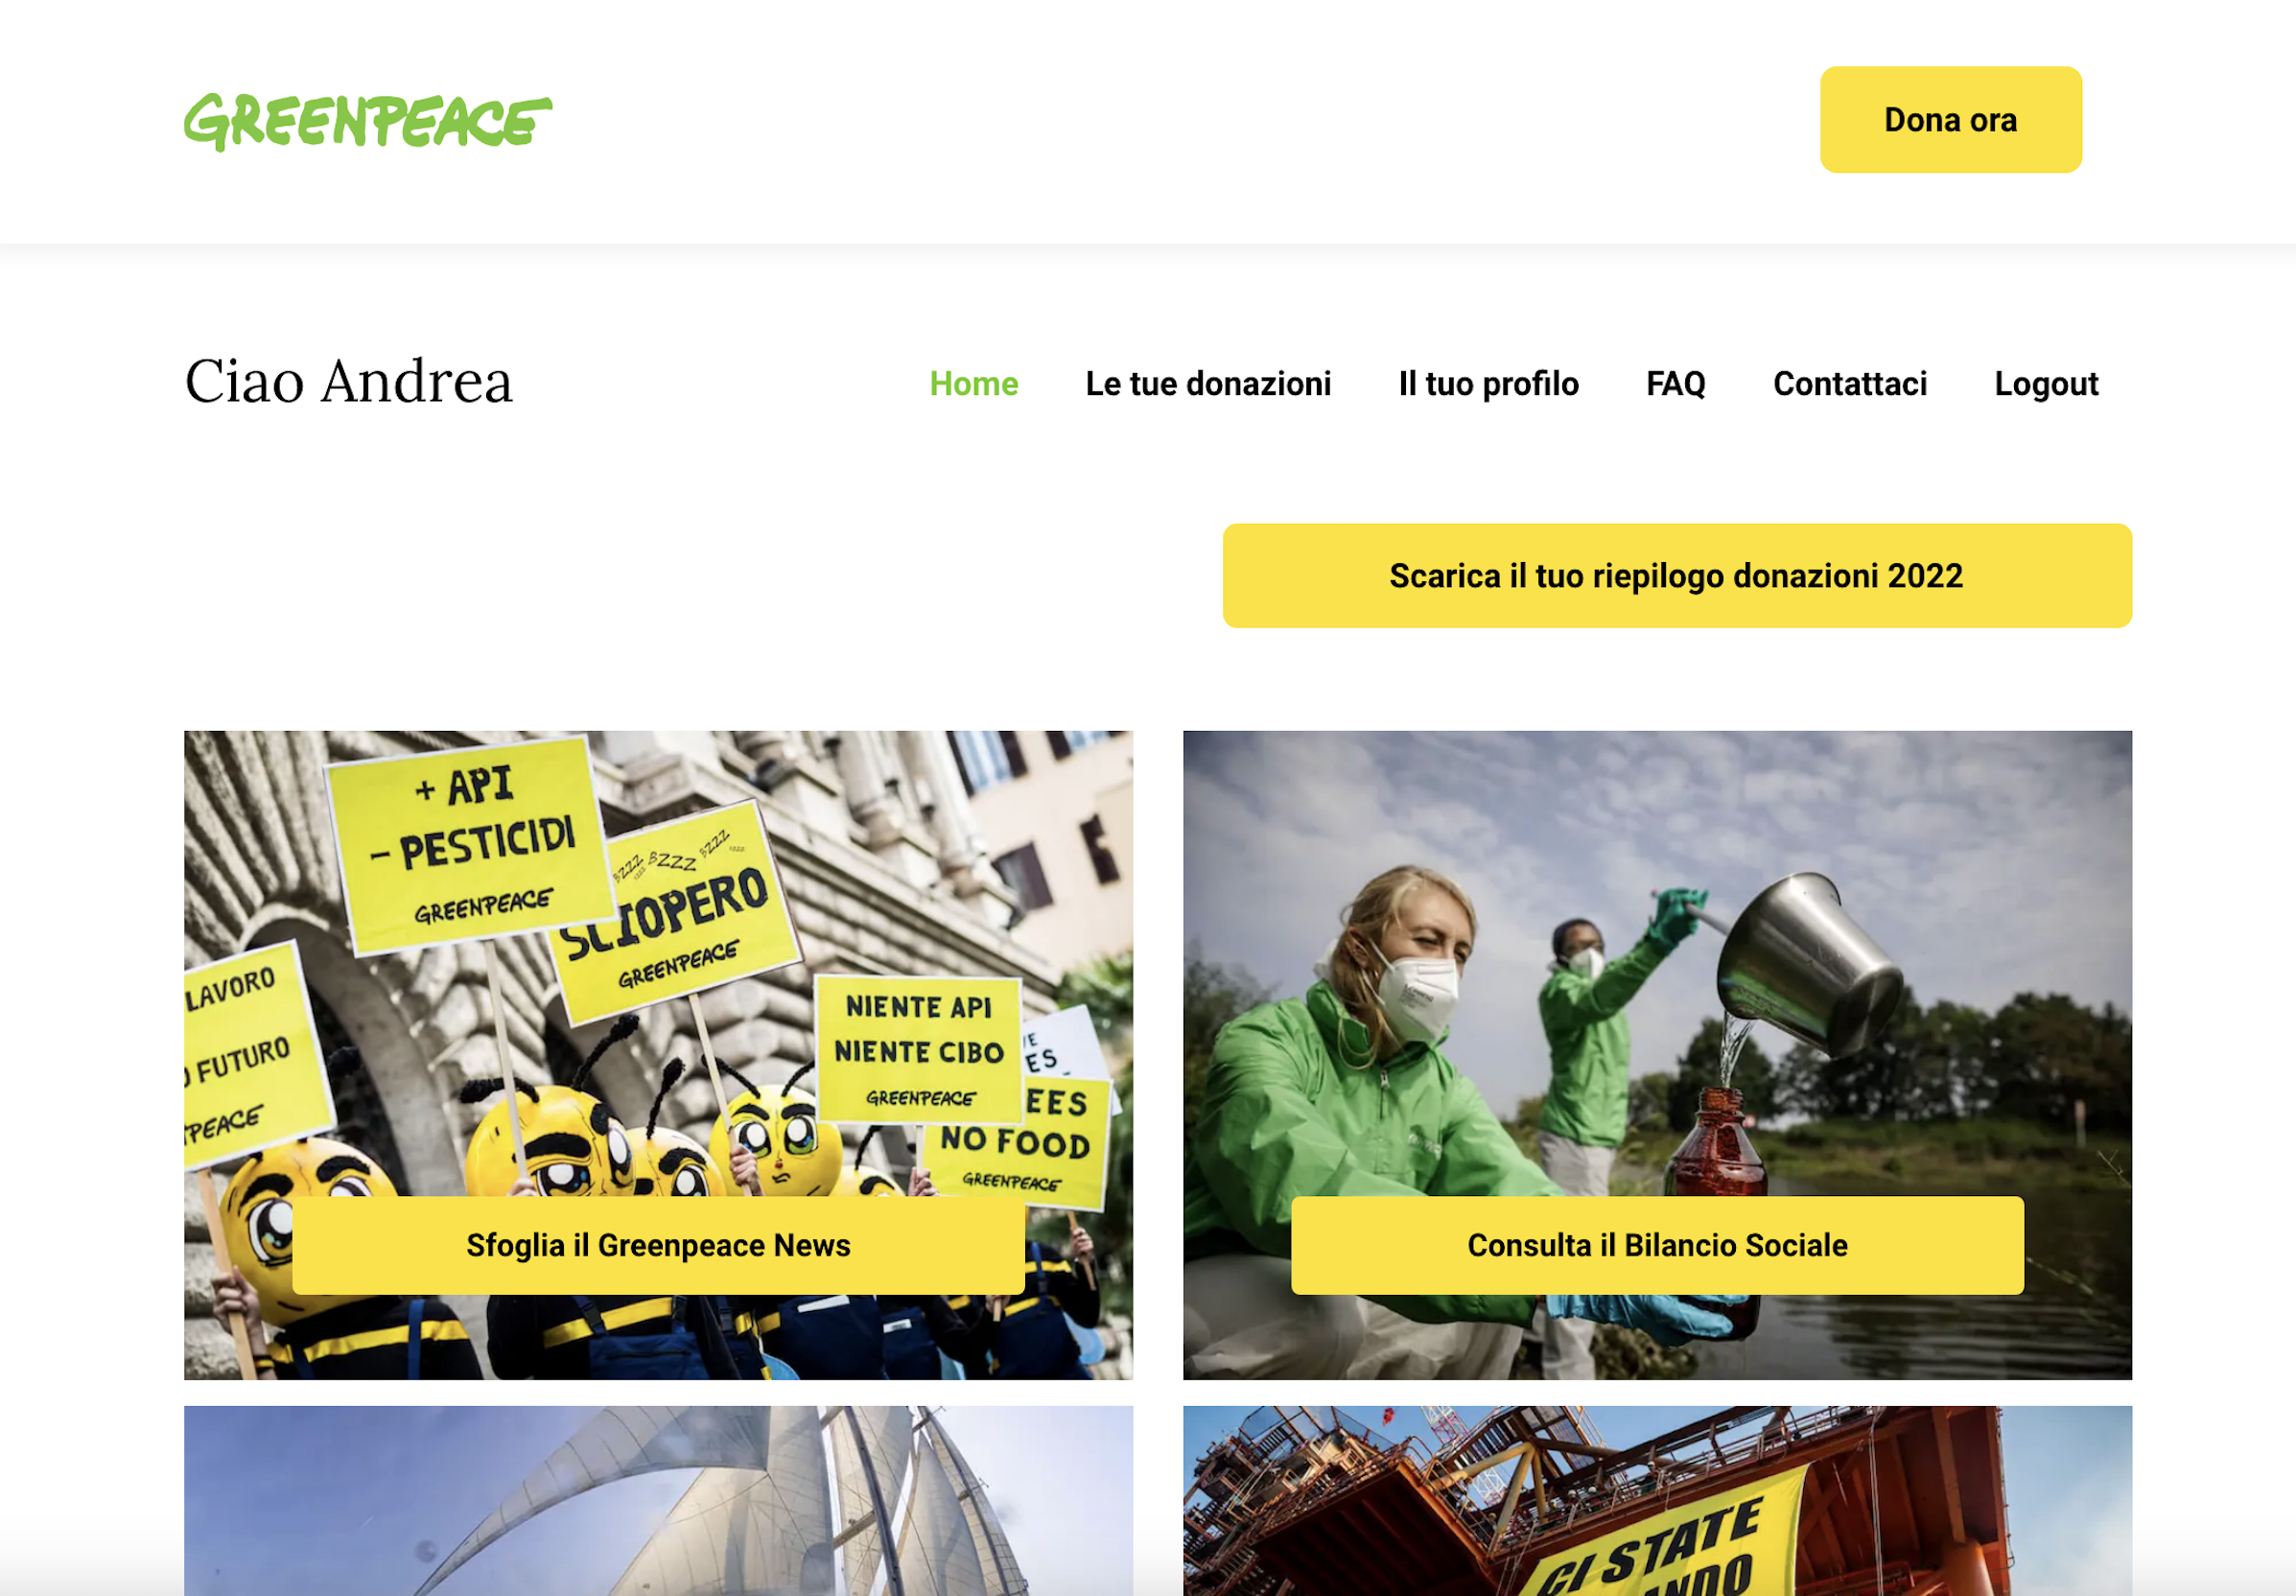 GREENPEACE
Dona ora
Ciao Andrea
Home
Le tue donazioni
Il tuo profilo
FAQ
Contattaci
Logout
Scarica il tuo riepilogo donazioni 2022
+ API
- PESTICIDI
GREENPEACE
BZZZ BZZZ BZZZ
SCIOPERO
GREENPEACE
LAVORO
FUTURO
PEACE
NIENTE API
NIENTE CIBO
GREENPEACE
ES
EES
NO FOOD
GREENPEACE
Sfoglia il Greenpeace News
Consulta il Bilancio Sociale
CI STATE
ANDO